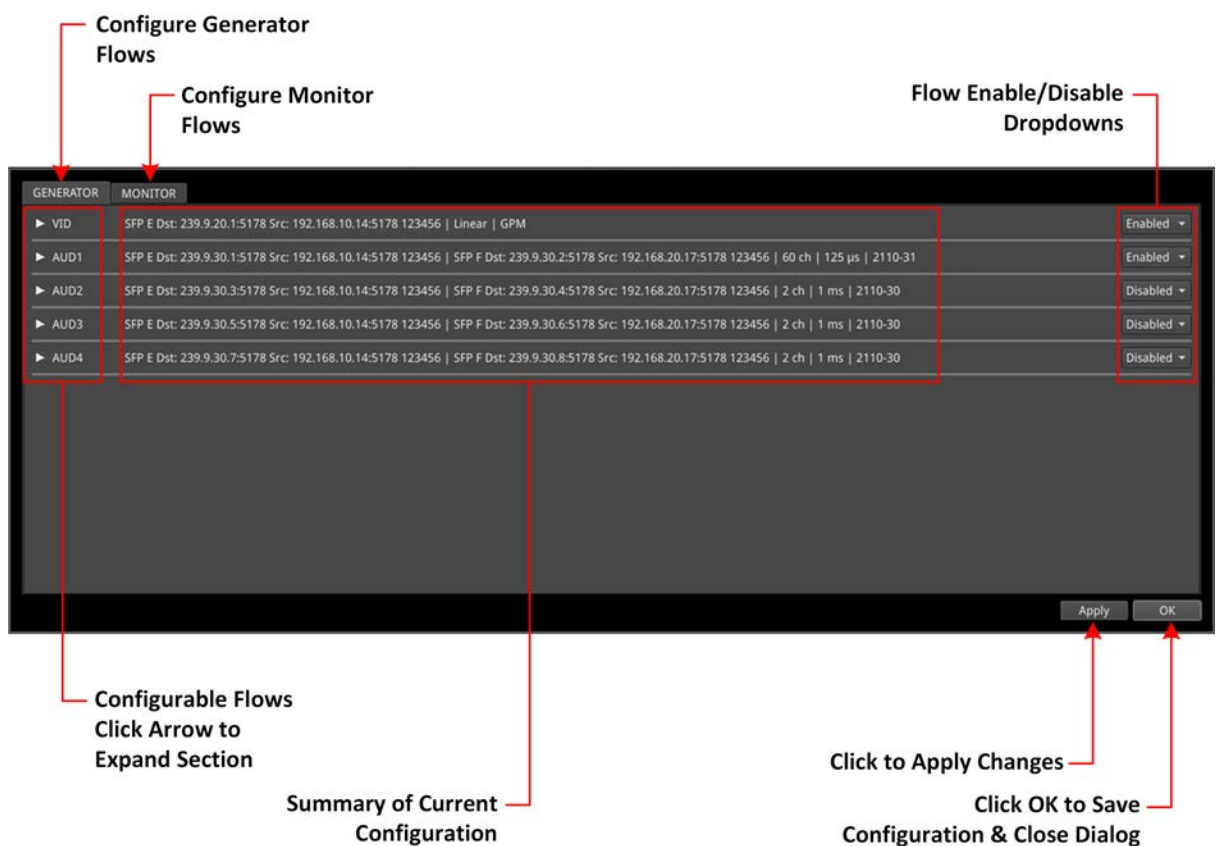 Configure Generator
Flows
Configure Monitor
Flows
Flow Enable/Disable
Dropdowns
GENERATOR MONITOR
VID SFP E Dst: 239.9.20.1:5178 Src: 192.168.10.14:5178 123456 | Linear | GPM Enabled
AUD1 SFP E Dst: 239.9.30.1:5178 Src: 192.168.10.14:5178 123456 | SFP F Dst: 239.9.30.2:5178 Src: 192.168.20.17:5178 123456 | 60 ch | 125 μs | 2110-31 Enabled
AUD2 SFP E Dst: 239.9.30.3:5178 Src: 192.168.10.14:5178 123456 | SFP F Dst: 239.9.30.4:5178 Src: 192.168.20.17:5178 123456 | 2 ch | 1 ms | 2110-30 Disabled
AUD3 SFP E Dst: 239.9.30.5:5178 Src: 192.168.10.14:5178 123456 | SFP F Dst: 239.9.30.6:5178 Src: 192.168.20.17:5178 123456 | 2 ch | 1 ms | 2110-30 Disabled
AUD4 SFP E Dst: 239.9.30.7:5178 Src: 192.168.10.14:5178 123456 | SFP F Dst: 239.9.30.8:5178 Src: 192.168.20.17:5178 123456 | 2 ch | 1 ms | 2110-30 Disabled
Apply OK
Configurable Flows
Click Arrow to
Expand Section
Click to Apply Changes
Summary of Current
Configuration
Click OK to Save
Configuration & Close Dialog